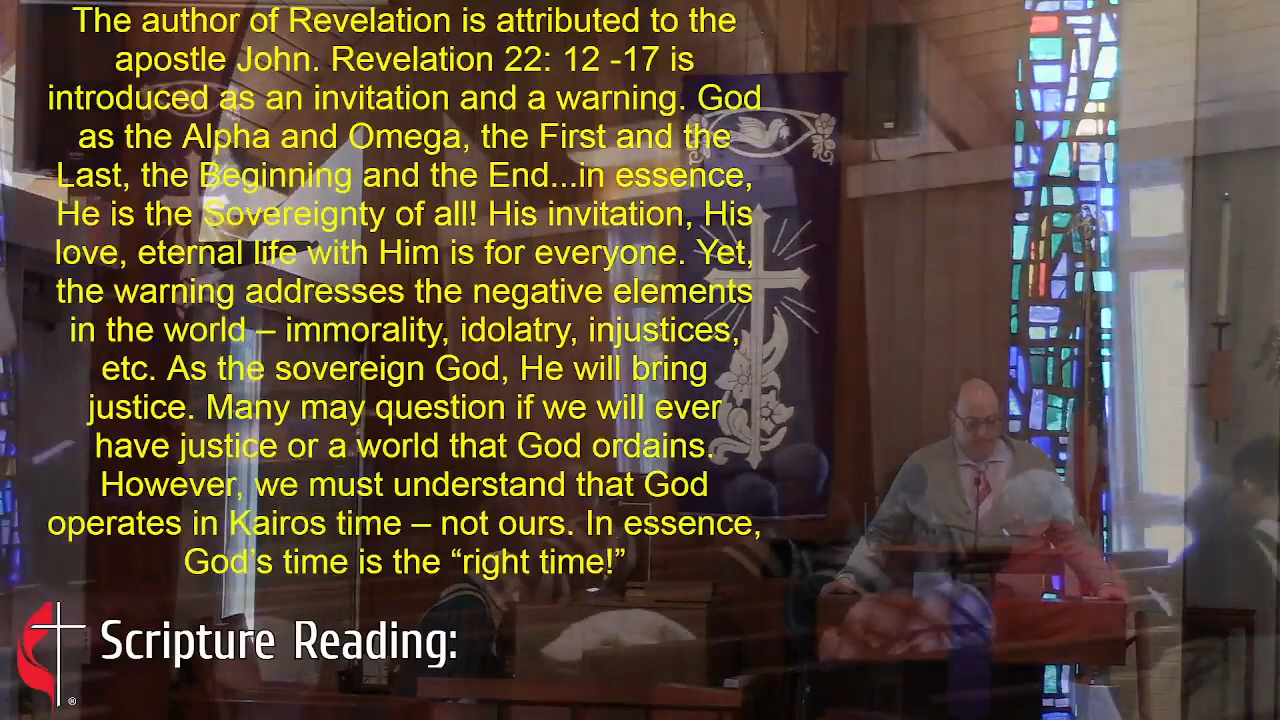 The author of Revelation is attributed to the
apostle John. Revelation 22: 12 -17 is
introduced as an invitation and a warning. God
as the Alpha and Omega, the First and the
Last, the Beginning and the End...in essence,
He is the Sovereignty of all! His invitation, His
love, eternal life with Him is for everyone. Yet,
the warning addresses the negative elements
in the world – immorality, idolatry, injustices,
etc. As the sovereign God, He will bring
justice. Many may question if we will ever
have justice or a world that God ordains.
However, we must understand that God
operates in Kairos time – not ours. In essence,
God's time is the “right time!”
Scripture Reading:
®